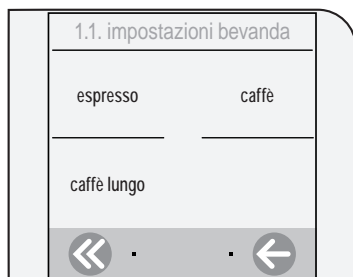 1.1. impostazioni bevanda
espresso caffè
caffè lungo